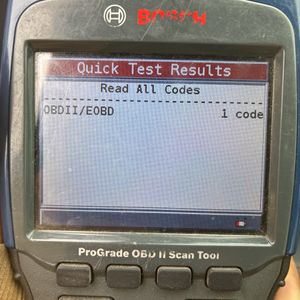 BOSCH
Quick Test Results
Read All Codes
OBDII/EOBD 1 code
ProGrade OBD II Scan Tool